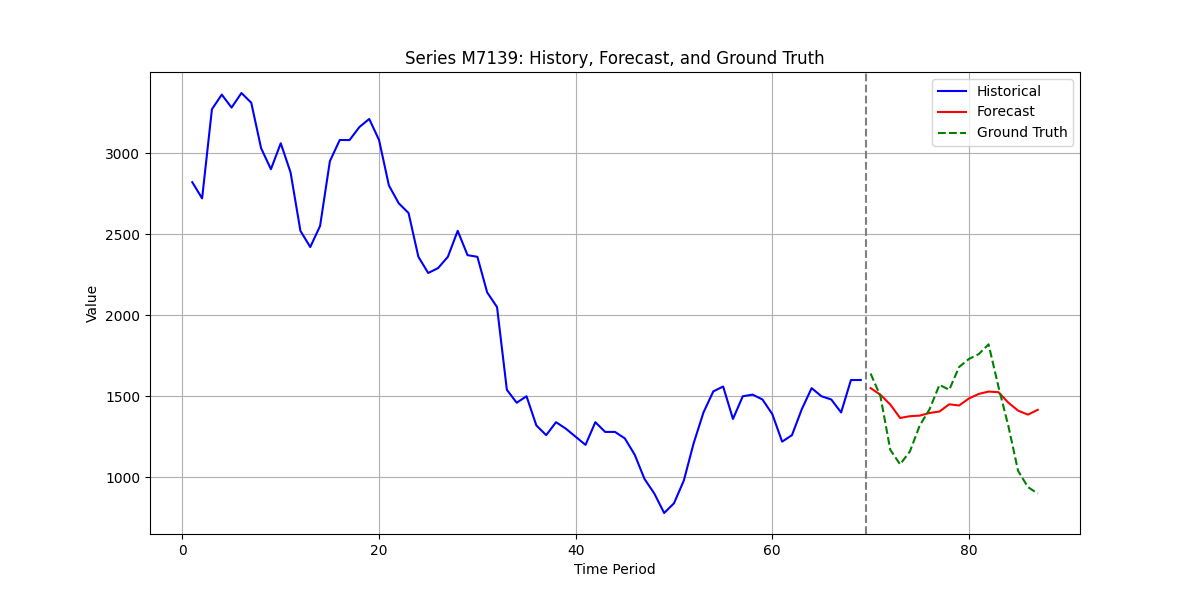 Series M7139: History, Forecast, and Ground Truth
Historical
Forecast
Ground Truth
Value
3000
2500
2000
1500
1000
0
20
40
60
80
Time Period